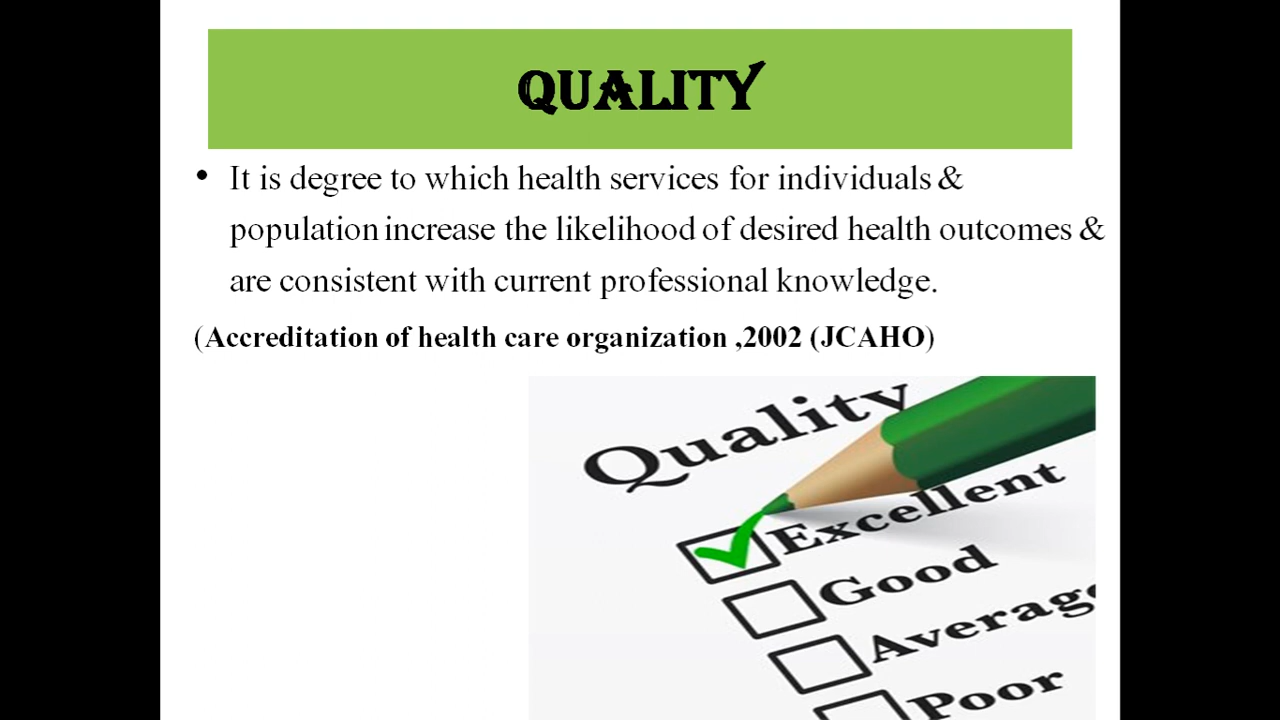 QUALITY
• It is degree to which health services for individuals &
population increase the likelihood of desired health outcomes &
are consistent with current professional knowledge.
(Accreditation of health care organization ,2002 (JCAHO)
Quality
Excellent
Good
Average
Poor